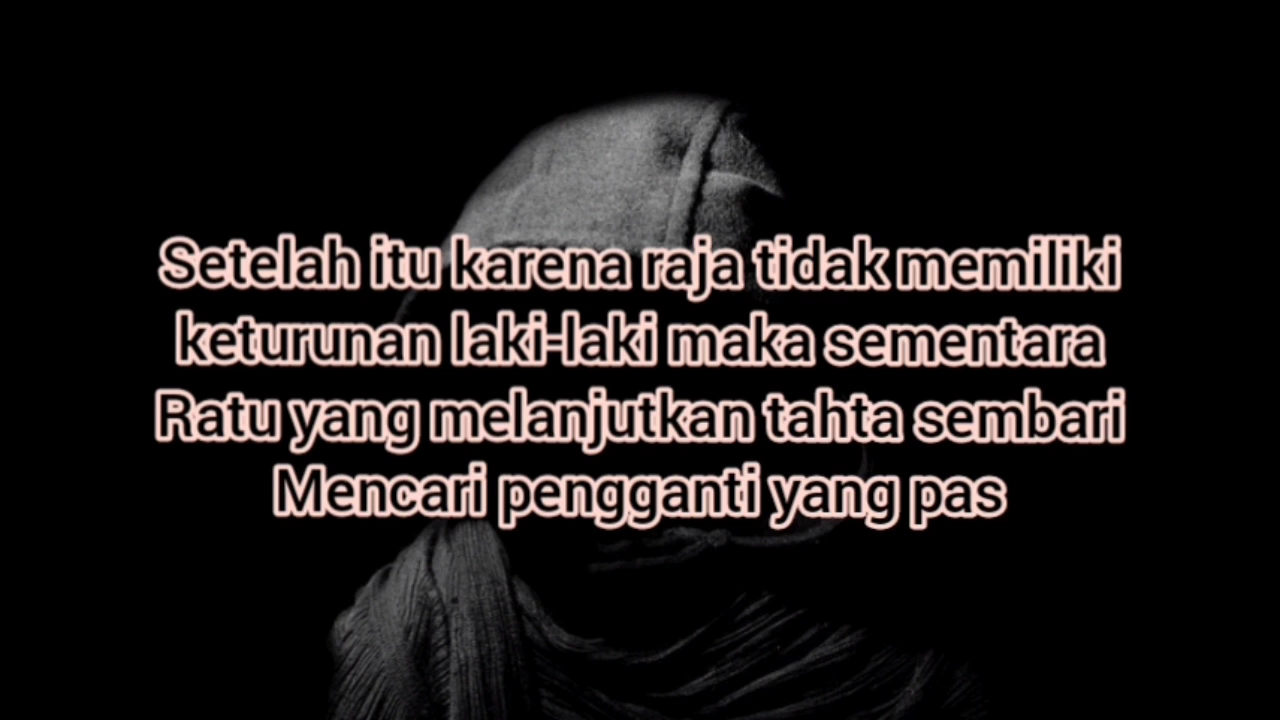 Setelah itu karena raja tidak memiliki
keturunan laki-laki maka sementara
Ratu yang melanjutkan tahta sembari
Mencari pengganti yang pas